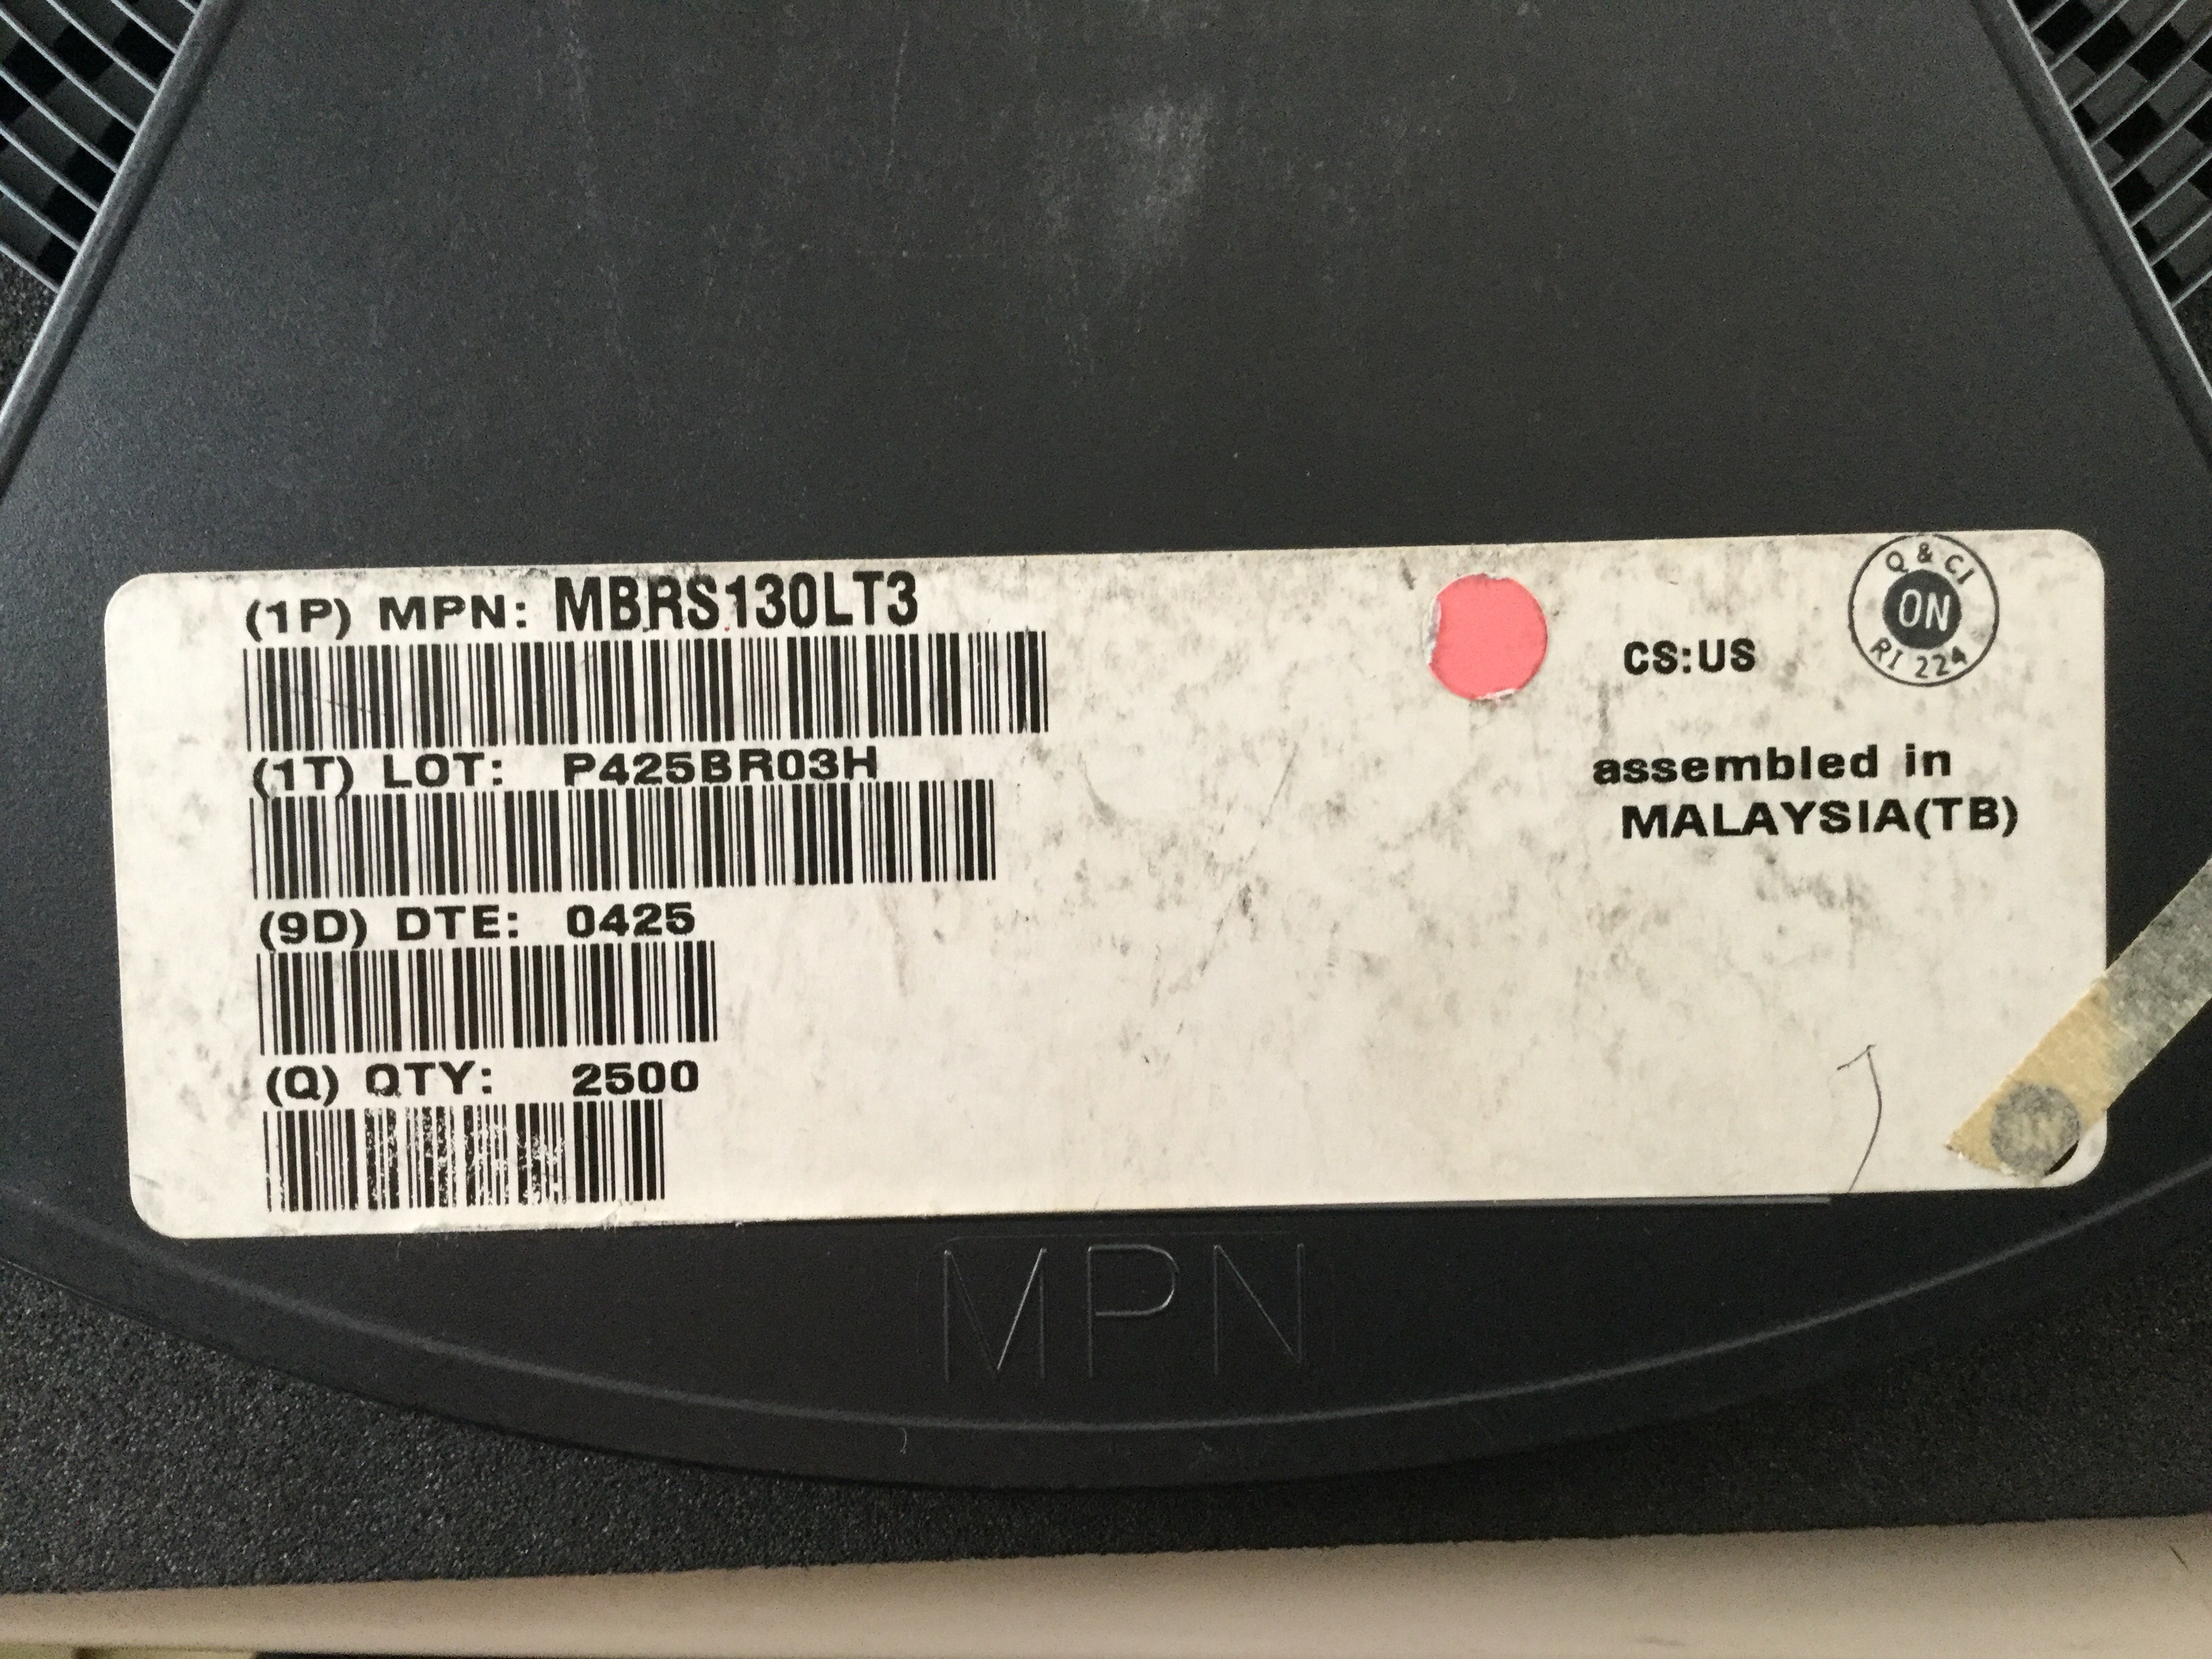 (1P) MPN: MBRS130LT3
(1T) LOT: P425BR03H
(9D) DTE: 0425
(Q) QTY: 2500
CS:US
Q & CI
ON
RI 224
assembled in
MALAYSIA(TB)
ON
MPN